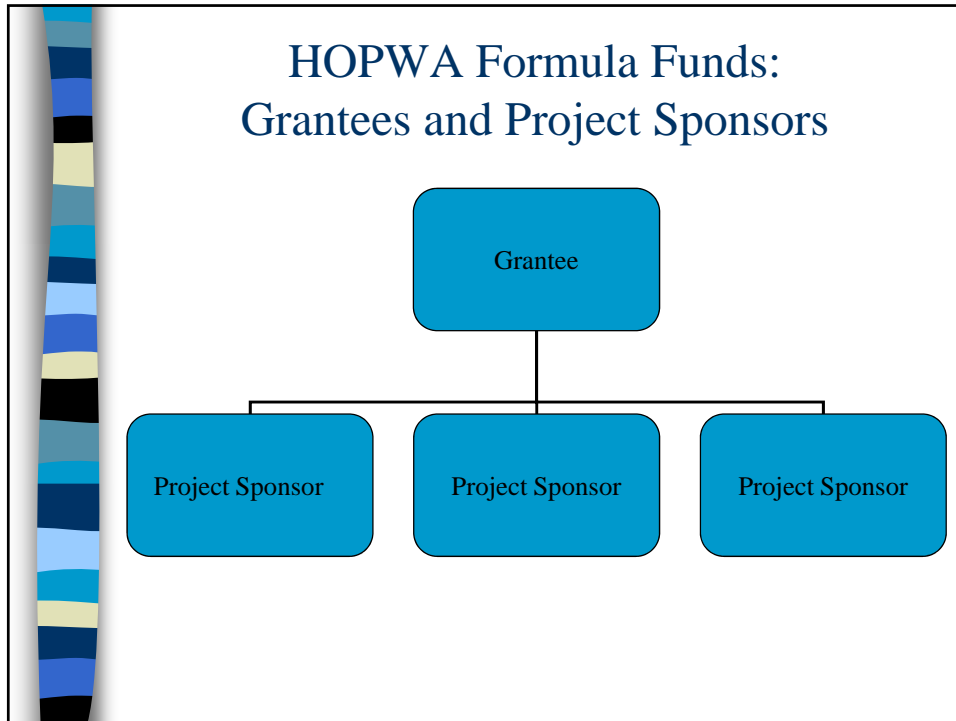 HOPWA Formula Funds:
Grantees and Project Sponsors
Grantee
Project Sponsor
Project Sponsor
Project Sponsor